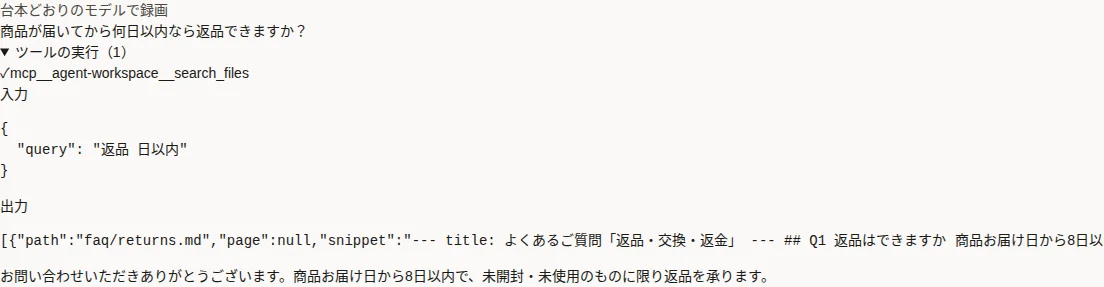 台本どおりのモデルで録画
商品が届いてから何日以内なら返品できますか？
▼ ツールの実行（1）
✓mcp__agent-workspace__search_files
入力
{
  "query": "返品 日以内"
}
出力
[{"path":"faq/returns.md","page":null,"snippet":"--- title: よくあるご質問「返品・交換・返金」 --- ## Q1 返品はできますか 商品お届け日から8日以
お問い合わせいただきありがとうございます。商品お届け日から8日以内で、未開封・未使用のものに限り返品を承ります。